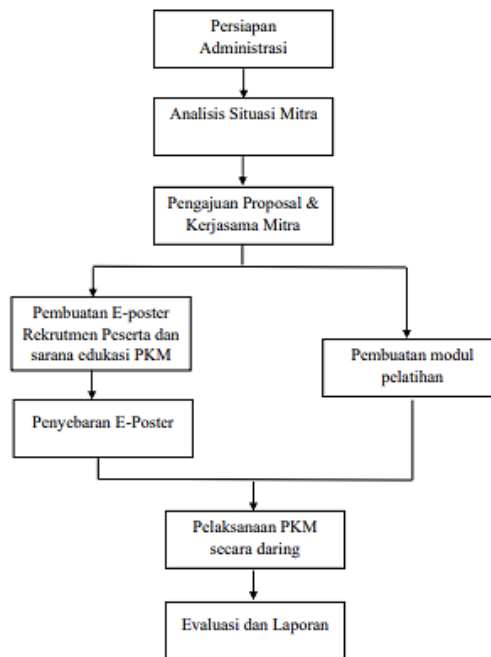 Persiapan
Administrasi
Analisis Situasi Mitra
Pengajuan Proposal &
Kerjasama Mitra
Pembuatan E-poster
Rekrutmen Peserta dan
sarana edukasi PKM
Pembuatan modul
pelatihan
Penyebaran E-Poster
Pelaksanaan PKM
secara daring
Evaluasi dan Laporan